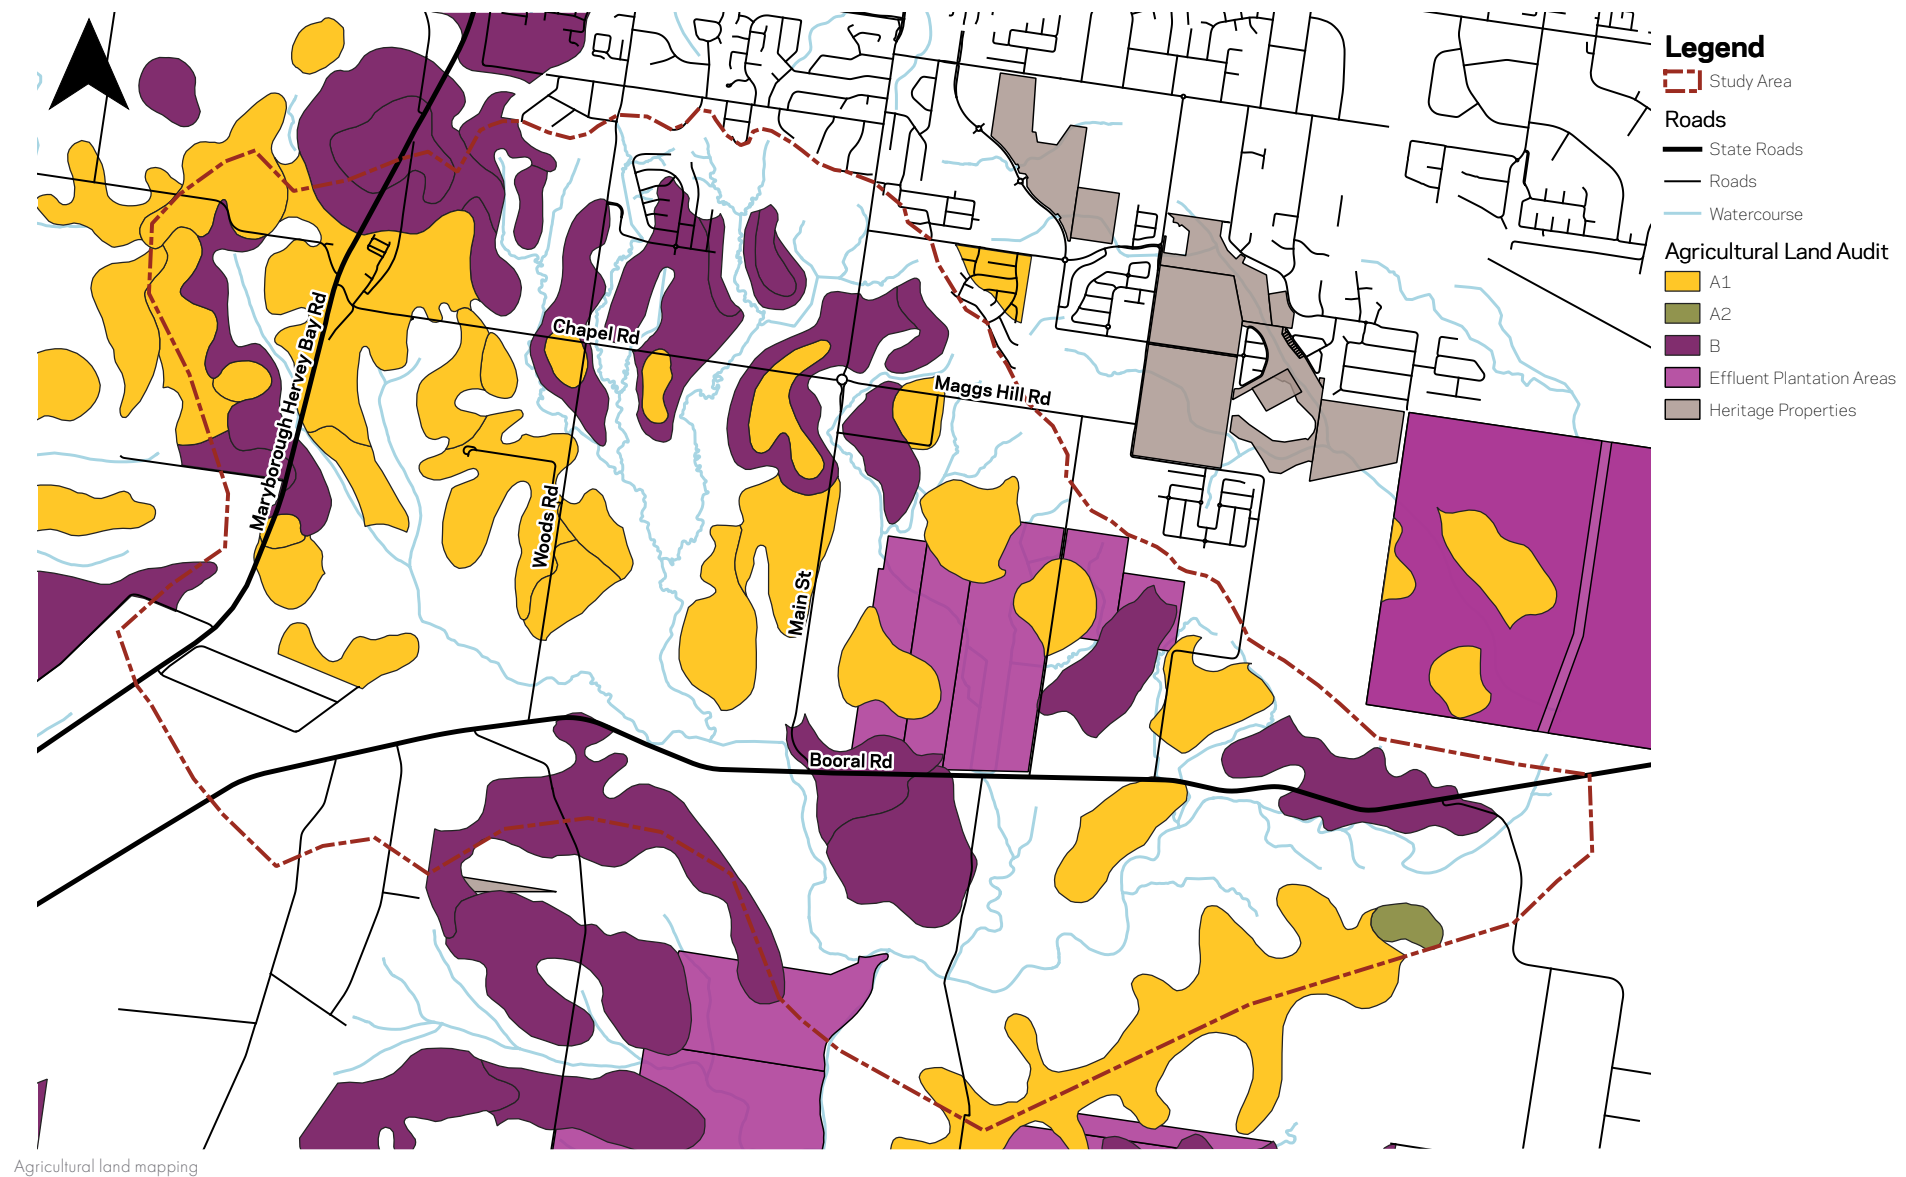 Legend
Study Area
Roads
State Roads
Roads
Watercourse
Agricultural Land Audit
A1
A2
B
Effluent Plantation Areas
Heritage Properties
Maryborough Hervey Bay Rd
Chapel Rd
Maggs Hill Rd
Woods Rd
Main St
Booral Rd
Agricultural land mapping